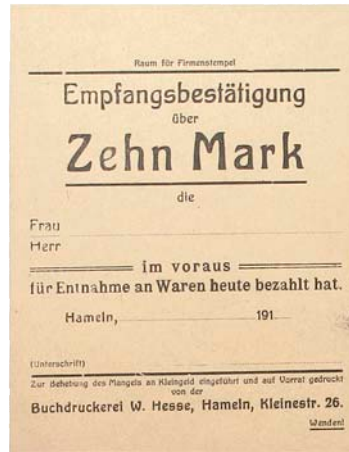 Raum für Firmenstempel
Empfangsbestätigung
über
Zehn Mark
die
Frau
Herr
im voraus
für Entnahme an Waren heute bezahlt hat.
Hameln, 191
(Unterschrift)
Zur Behebung des Mangels an Kleingeld eingeführt und auf Vorrat gedruckt
von der
Buchdruckerei W. Hesse, Hameln, Kleinestr. 26.
Wenden!